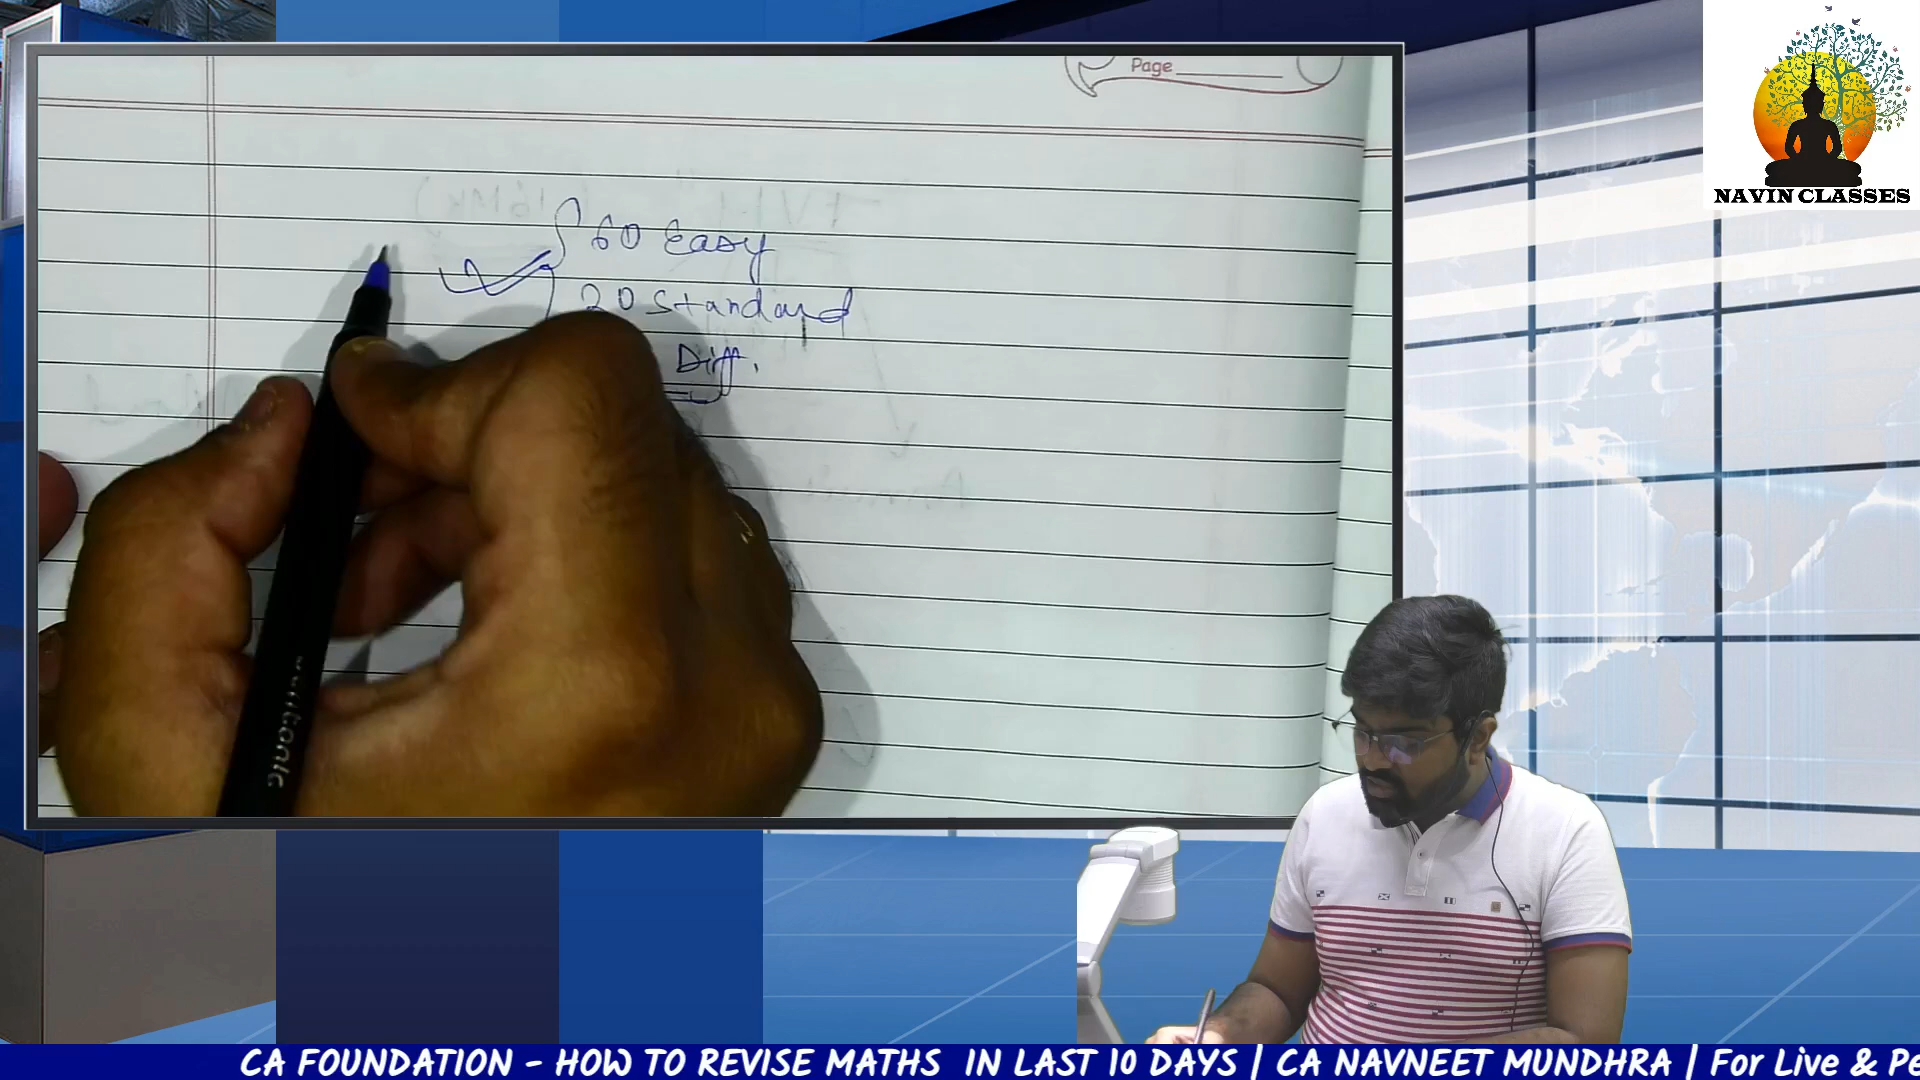 Page
NAVIN CLASSES
60 Easy
20 Standard
Diff.
CA FOUNDATION - HOW TO REVISE MATHS IN LAST 10 DAYS | CA NAVNEET MUNDHRA | For Live & Pe